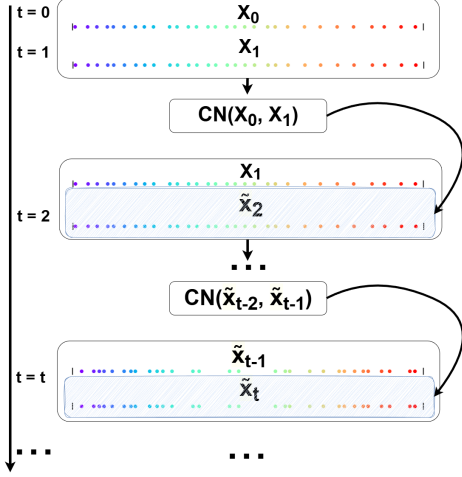 t = 0
X₀
t = 1
X₁
CN(X₀, X₁)
X₁
t = 2
x̃₂
...
CN(x̃ₜ₋₂, x̃ₜ₋₁)
x̃ₜ₋₁
t = t
x̃ₜ
... ...